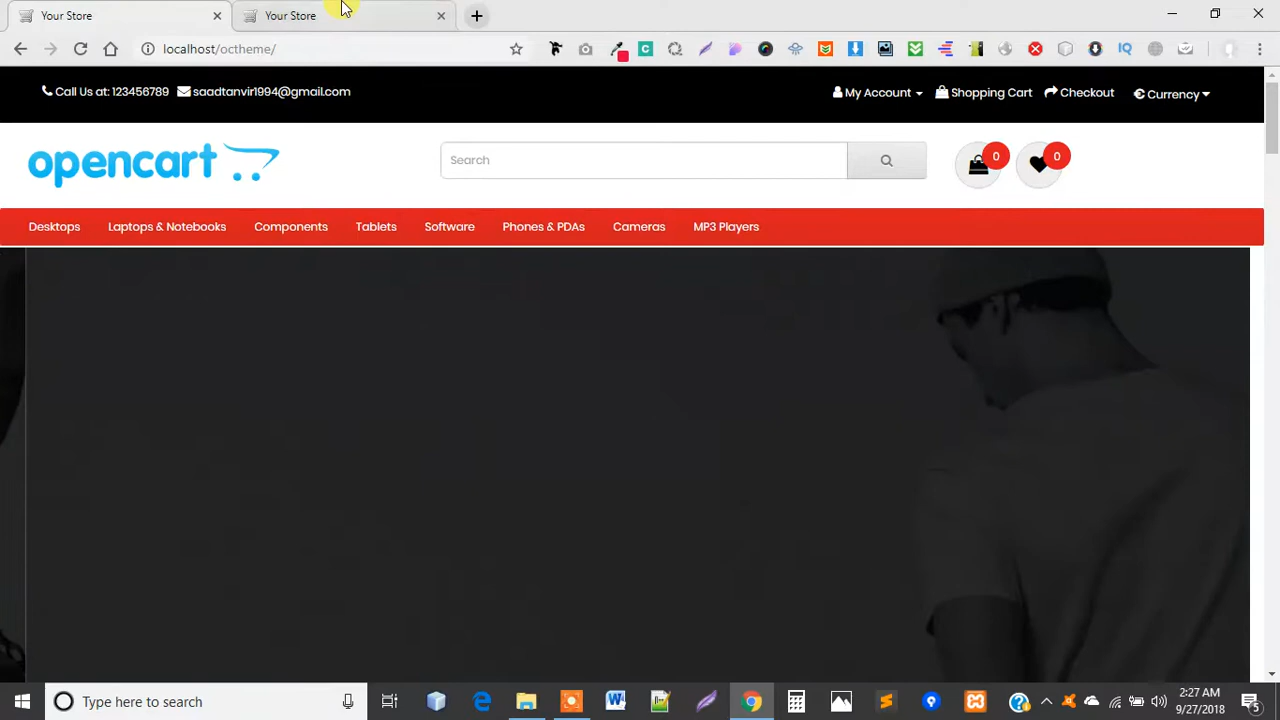 Your Store
Your Store
localhost/octheme/
Call Us at: 123456789 saadtanvir1994@gmail.com
My Account Shopping Cart Checkout Currency
opencart
Search
0
0
Desktops Laptops & Notebooks Components Tablets Software Phones & PDAs Cameras MP3 Players
Type here to search
2:27 AM
9/27/2018
5